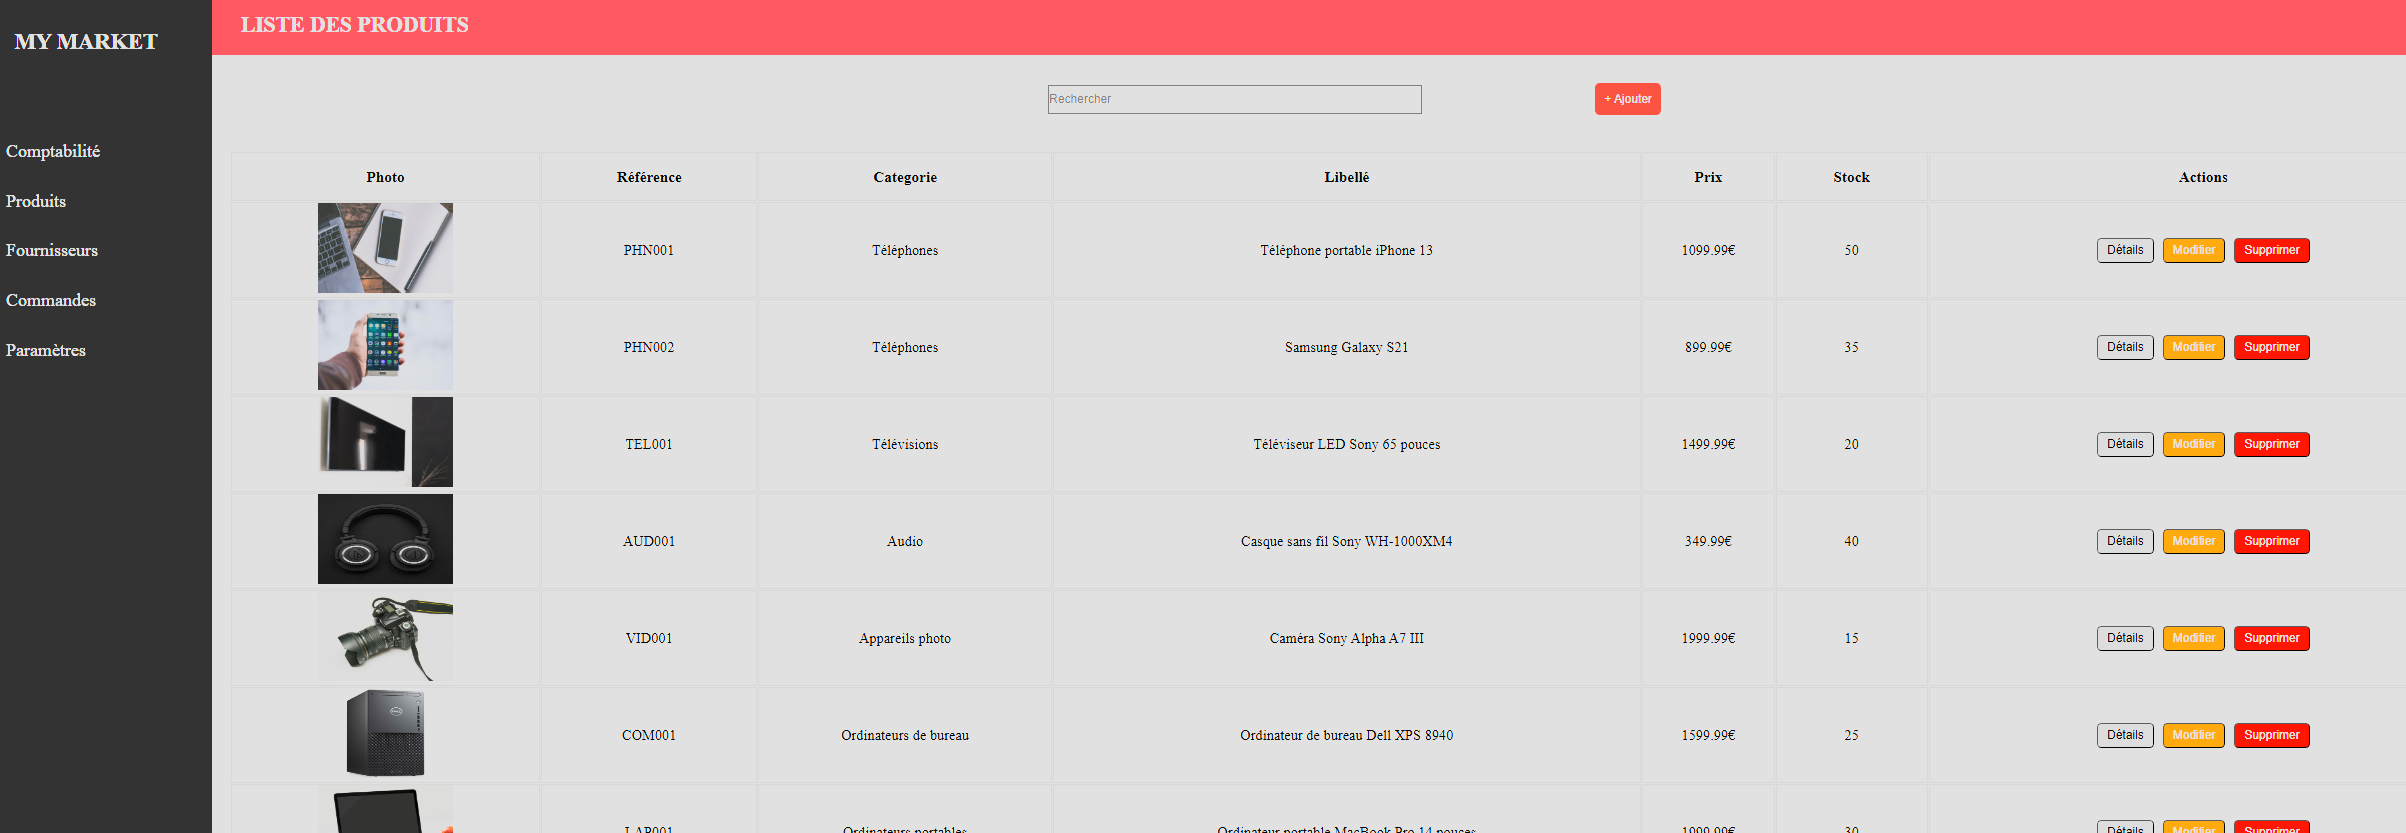 MY MARKET
Comptabilité
Produits
Fournisseurs
Commandes
Paramètres
LISTE DES PRODUITS
Rechercher
+ Ajouter
Photo Référence Categorie Libellé Prix Stock Actions
PHN001 Téléphones Téléphone portable iPhone 13 1099.99€ 50 Détails Modifier Supprimer
PHN002 Téléphones Samsung Galaxy S21 899.99€ 35 Détails Modifier Supprimer
TEL001 Télévisions Téléviseur LED Sony 65 pouces 1499.99€ 20 Détails Modifier Supprimer
AUD001 Audio Casque sans fil Sony WH-1000XM4 349.99€ 40 Détails Modifier Supprimer
VID001 Appareils photo Caméra Sony Alpha A7 III 1999.99€ 15 Détails Modifier Supprimer
COM001 Ordinateurs de bureau Ordinateur de bureau Dell XPS 8940 1599.99€ 25 Détails Modifier Supprimer
LAP001 Ordinateurs portables Ordinateur portable MacBook Pro 14 pouces 1999.99€ 30 Détails Modifier Supprimer